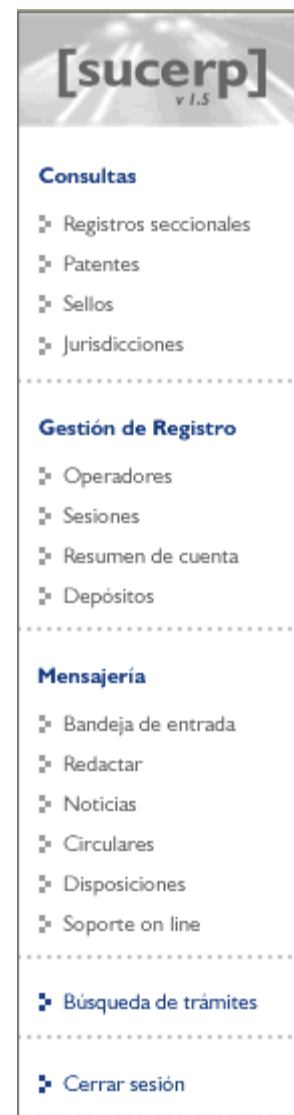 [sucerp]
v 1.5
Consultas
Registros seccionales
Patentes
Sellos
Jurisdicciones
Gestión de Registro
Operadores
Sesiones
Resumen de cuenta
Depósitos
Mensajería
Bandeja de entrada
Redactar
Noticias
Circulares
Disposiciones
Soporte on line
Búsqueda de trámites
Cerrar sesión